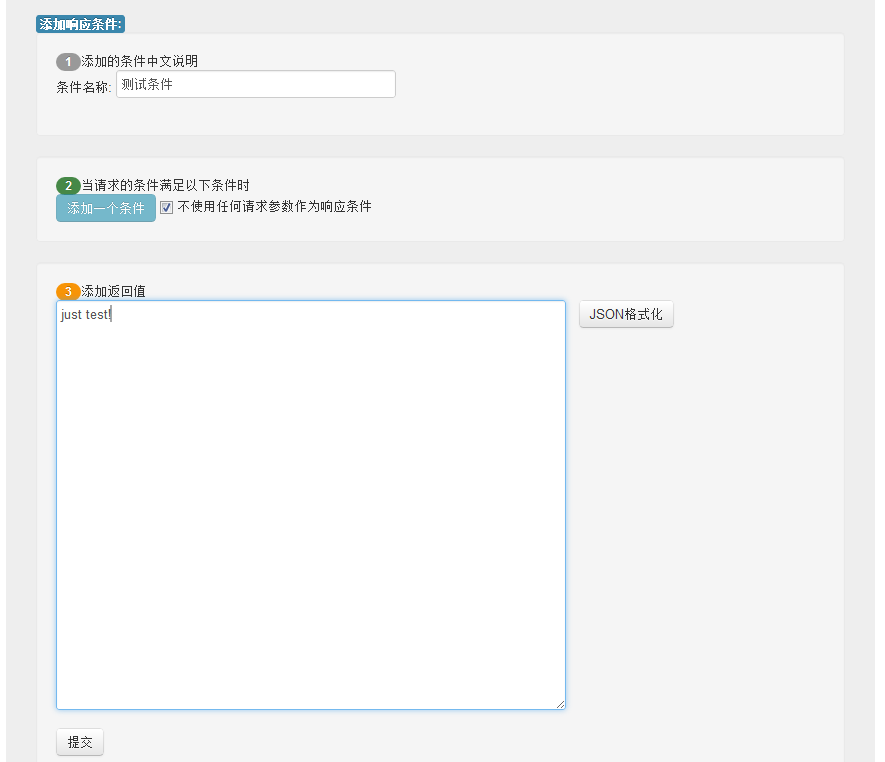 添加响应条件:
1 添加的条件中文说明
条件名称: 测试条件
2 当请求的条件满足以下条件时
添加一个条件 不使用任何请求参数作为响应条件
3 添加返回值
just test! JSON格式化
提交